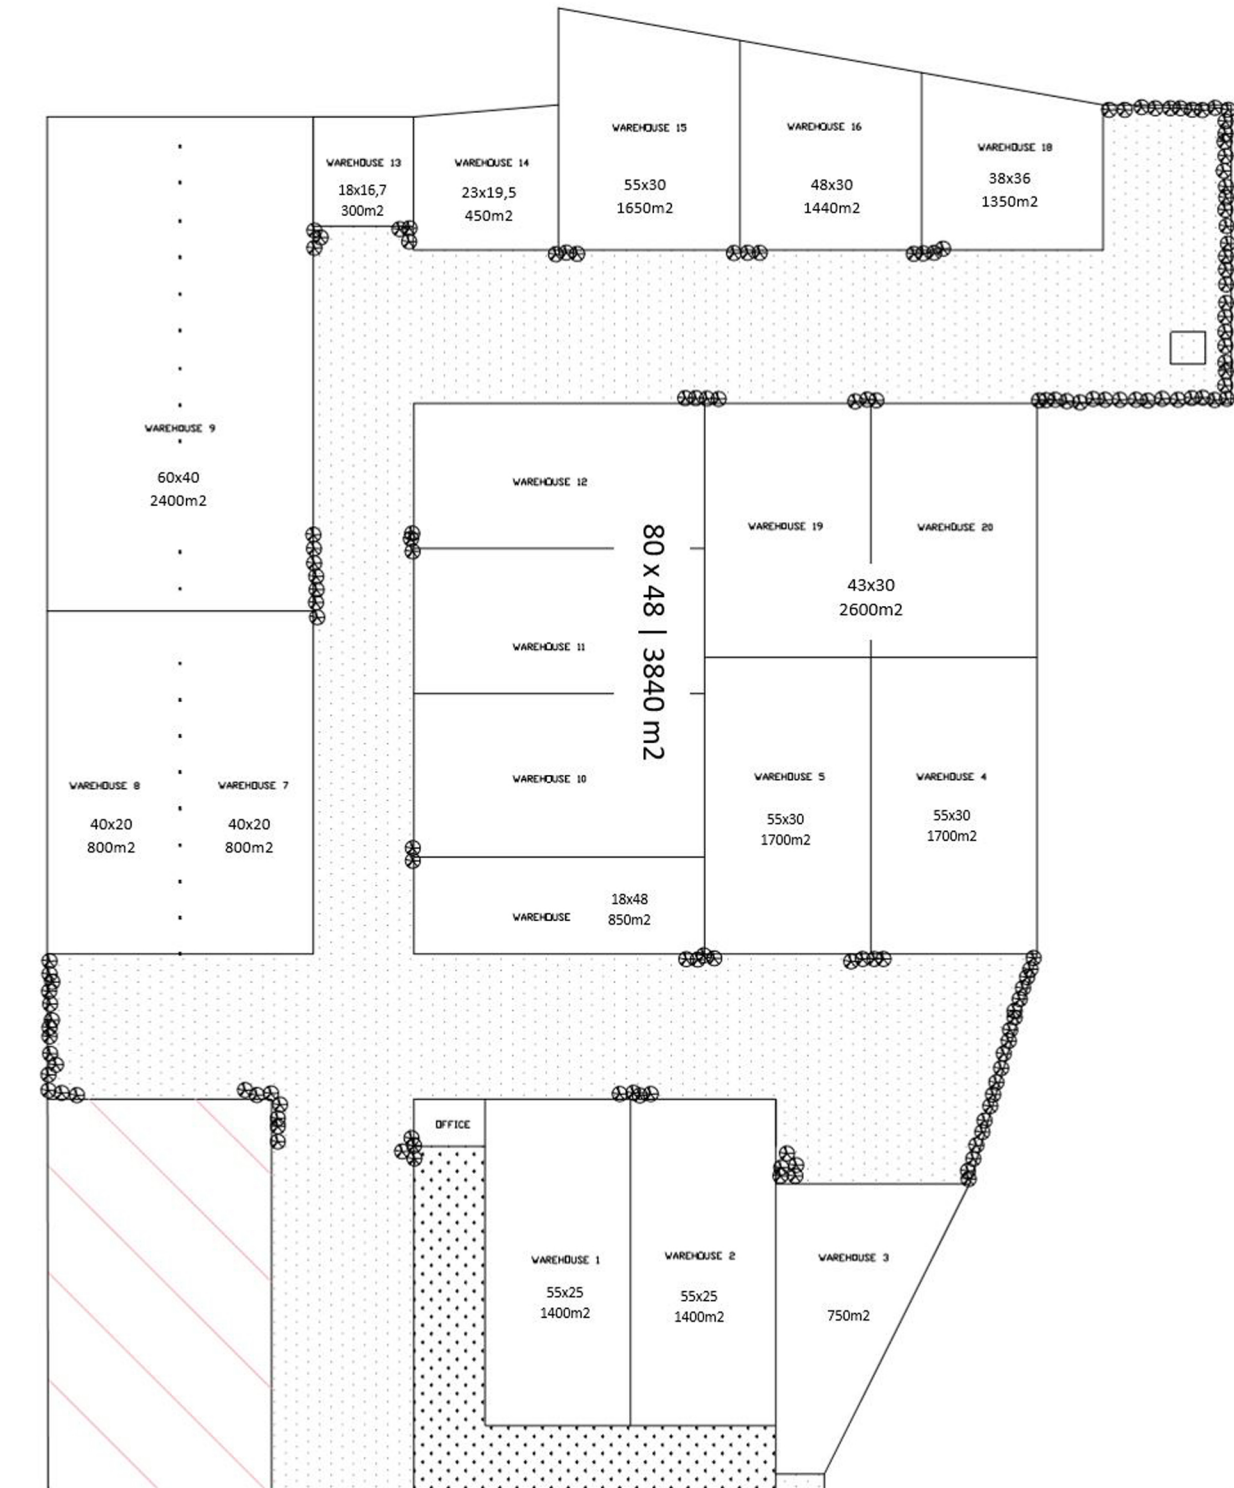 WAREHOUSE 15
55x30
1650m2
WAREHOUSE 16
48x30
1440m2
WAREHOUSE 18
38x36
1350m2
WAREHOUSE 13
18x16,7
300m2
WAREHOUSE 14
23x19,5
450m2
WAREHOUSE 9
60x40
2400m2
WAREHOUSE 12
WAREHOUSE 11
WAREHOUSE 10
80 x 48 | 3840 m2
WAREHOUSE 19
WAREHOUSE 20
43x30
2600m2
WAREHOUSE 8
40x20
800m2
WAREHOUSE 7
40x20
800m2
WAREHOUSE 5
55x30
1700m2
WAREHOUSE 4
55x30
1700m2
WAREHOUSE
18x48
850m2
OFFICE
WAREHOUSE 1
55x25
1400m2
WAREHOUSE 2
55x25
1400m2
WAREHOUSE 3
750m2